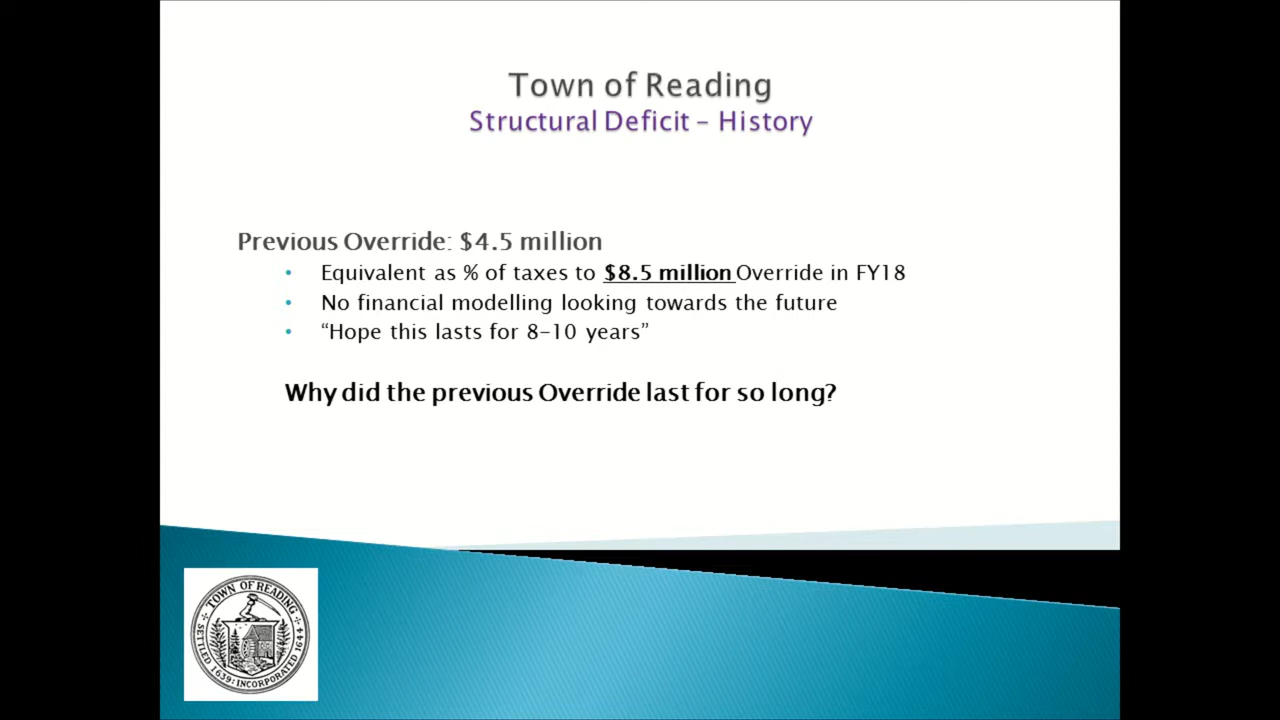 Town of Reading
Structural Deficit – History
Previous Override: $4.5 million
• Equivalent as % of taxes to $8.5 million Override in FY18
• No financial modelling looking towards the future
• “Hope this lasts for 8-10 years”
Why did the previous Override last for so long?
TOWN OF READING
SETTLED 1639: INCORPORATED 1644